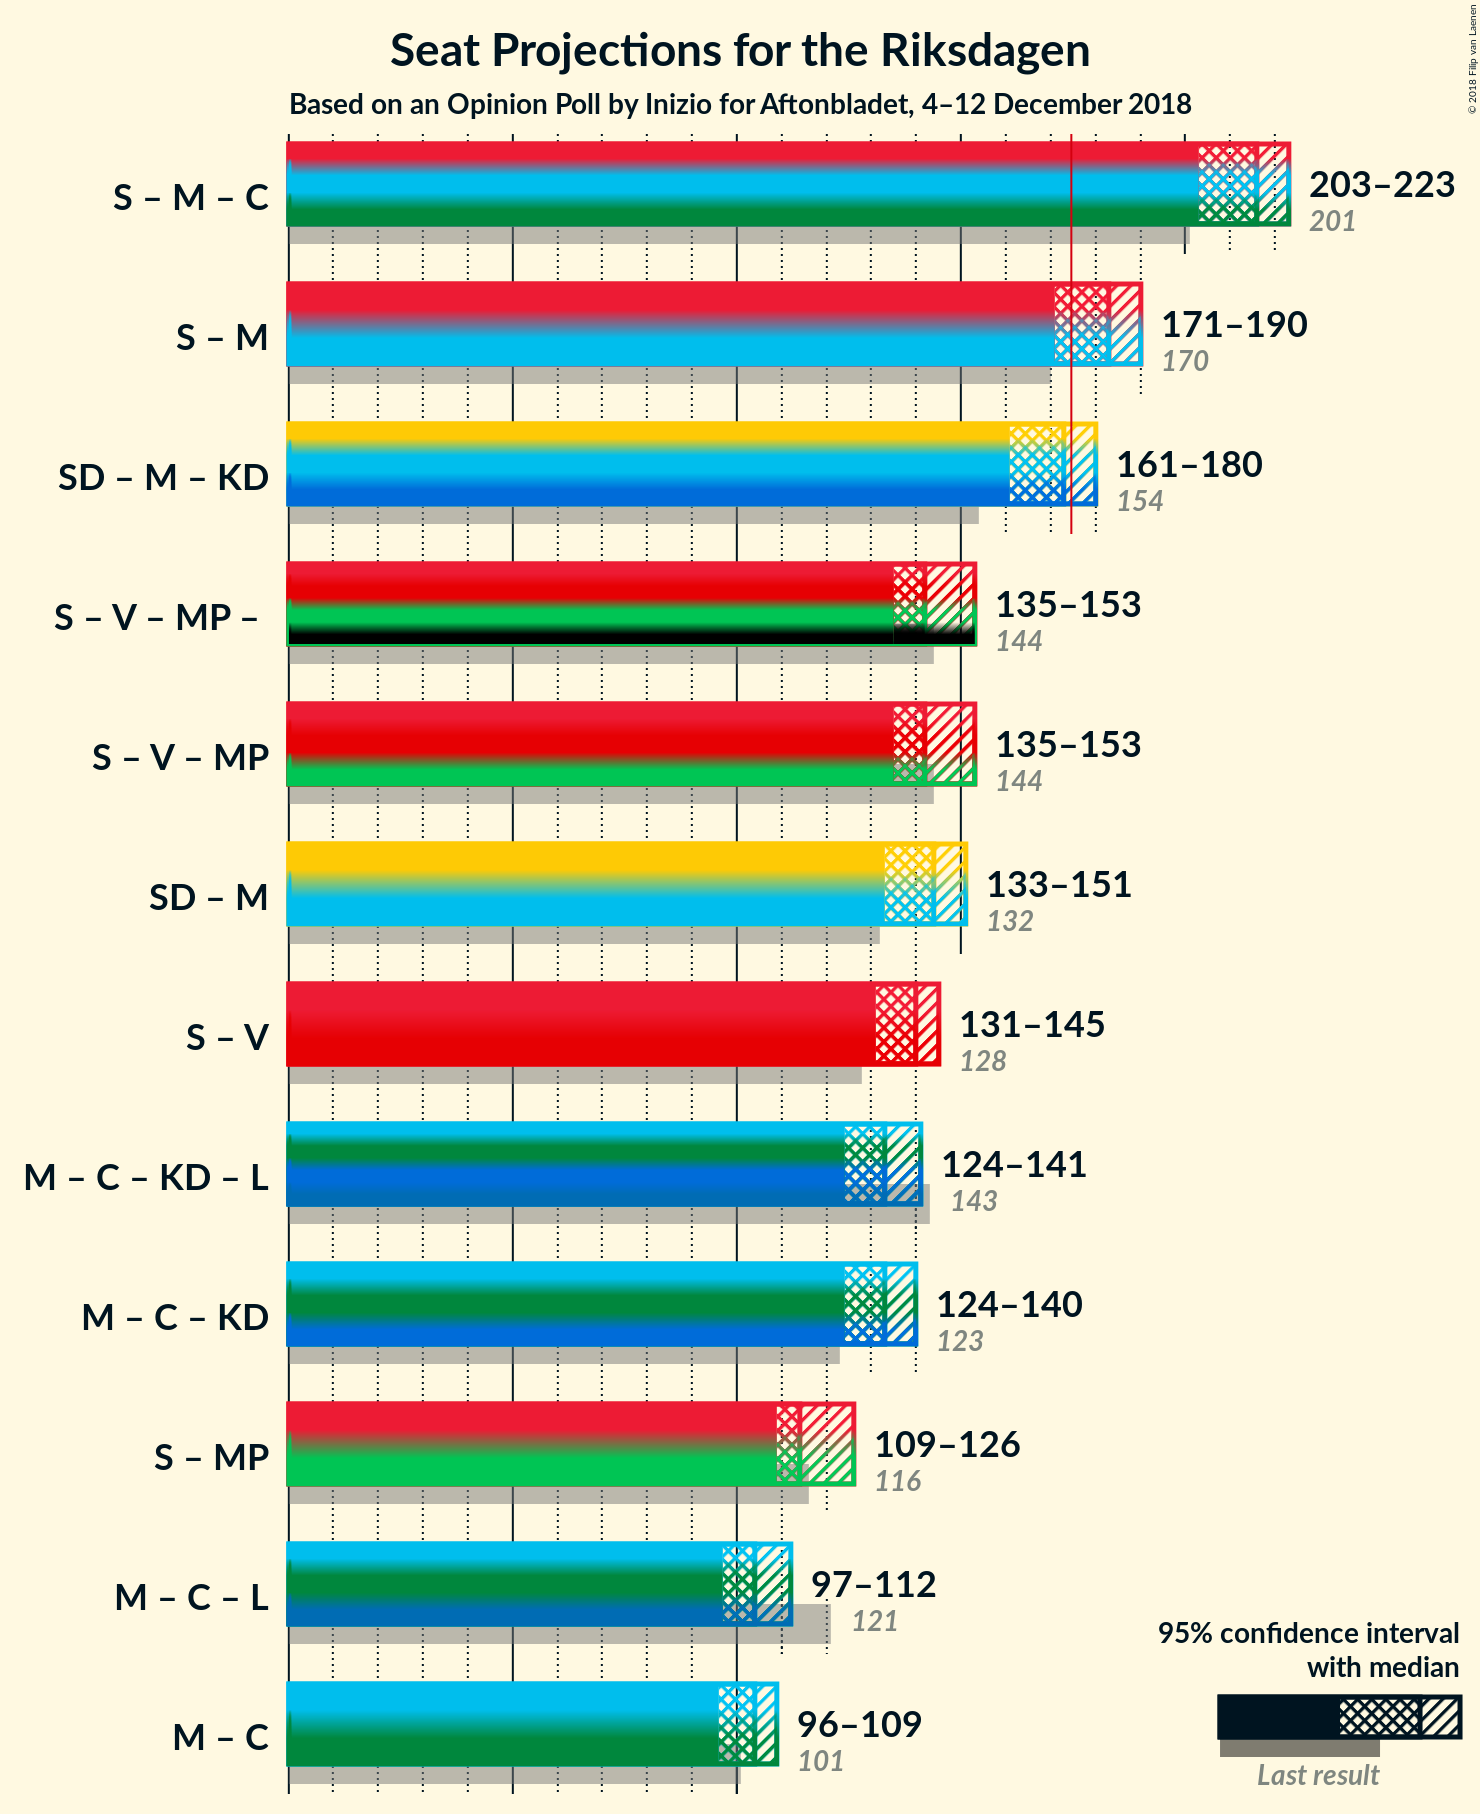 Seat Projections for the Riksdagen
Based on an Opinion Poll by Inizio for Aftonbladet, 4–12 December 2018
© 2018 Filip van Laenen
S – M – C
203–223
201
S – M
171–190
170
SD – M – KD
161–180
154
S – V – MP –
135–153
144
S – V – MP
135–153
144
SD – M
133–151
132
S – V
131–145
128
M – C – KD – L
124–141
143
M – C – KD
124–140
123
S – MP
109–126
116
M – C – L
97–112
121
M – C
96–109
101
95% confidence interval
with median
Last result